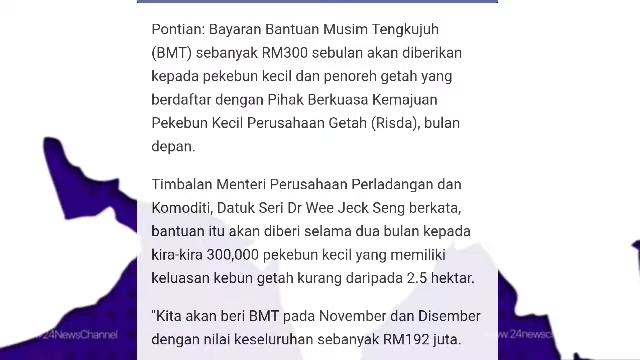 Pontian: Bayaran Bantuan Musim Tengkujuh
(BMT) sebanyak RM300 sebulan akan diberikan
kepada pekebun kecil dan penoreh getah yang
berdaftar dengan Pihak Berkuasa Kemajuan
Pekebun Kecil Perusahaan Getah (Risda), bulan
depan.
Timbalan Menteri Perusahaan Perladangan dan
Komoditi, Datuk Seri Dr Wee Jeck Seng berkata,
bantuan itu akan diberi selama dua bulan kepada
kira-kira 300,000 pekebun kecil yang memiliki
keluasan kebun getah kurang daripada 2.5 hektar.
"Kita akan beri BMT pada November dan Disember
dengan nilai keseluruhan sebanyak RM192 juta.
.24NewsChannel
www.24newsc